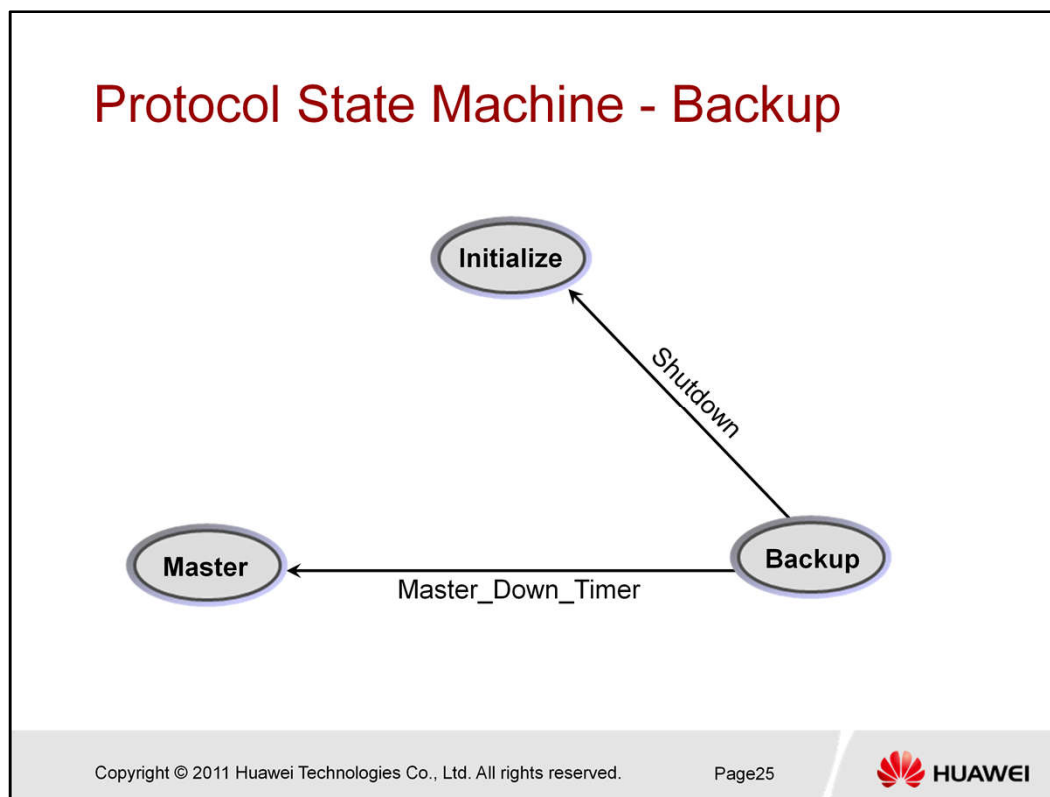 Protocol State Machine - Backup
Initialize
Shutdown
Master
Backup
Master_Down_Timer
Copyright © 2011 Huawei Technologies Co., Ltd. All rights reserved.
Page25
HUAWEI